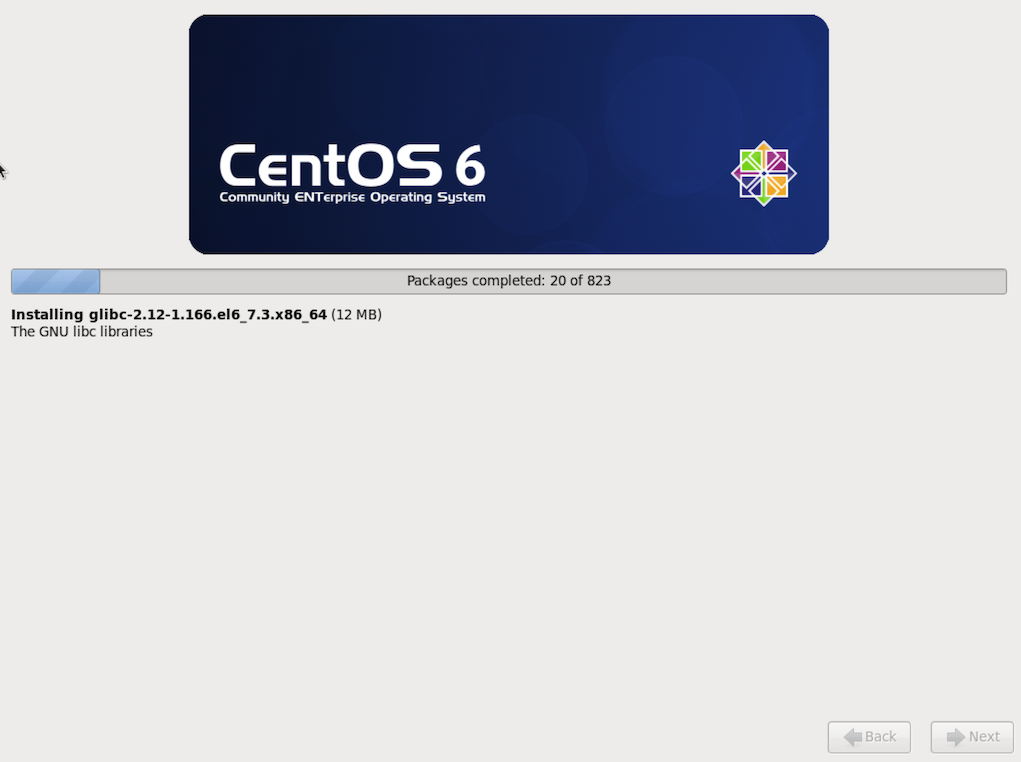 CentOS 6
Community ENTerprise Operating System
Packages completed: 20 of 823
Installing glibc-2.12-1.166.el6_7.3.x86_64 (12 MB)
The GNU libc libraries
Back
Next